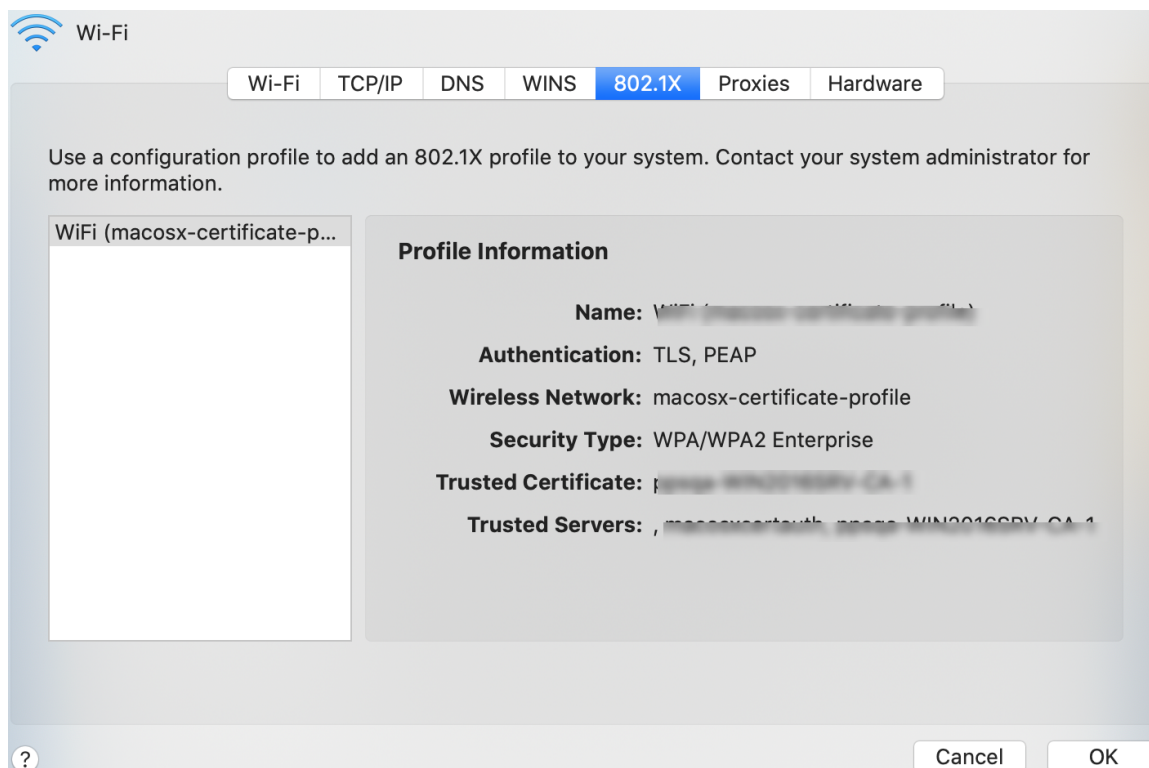 Wi-Fi
Wi-Fi TCP/IP DNS WINS 802.1X Proxies Hardware
Use a configuration profile to add an 802.1X profile to your system. Contact your system administrator for
more information.
WiFi (macosx-certificate-p...
Profile Information
Name:
Authentication: TLS, PEAP
Wireless Network: macosx-certificate-profile
Security Type: WPA/WPA2 Enterprise
Trusted Certificate:
Trusted Servers: ,
? Cancel OK